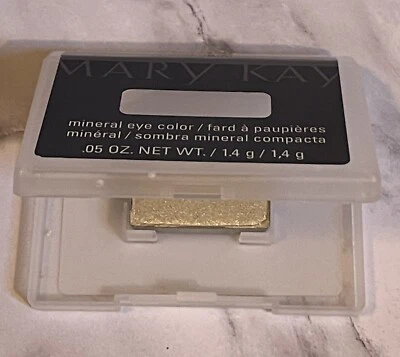 MARY KAY
mineral eye color / fard à paupières
minéral / sombra mineral compacta
.05 OZ. NET WT. / 1.4 g / 1,4 g